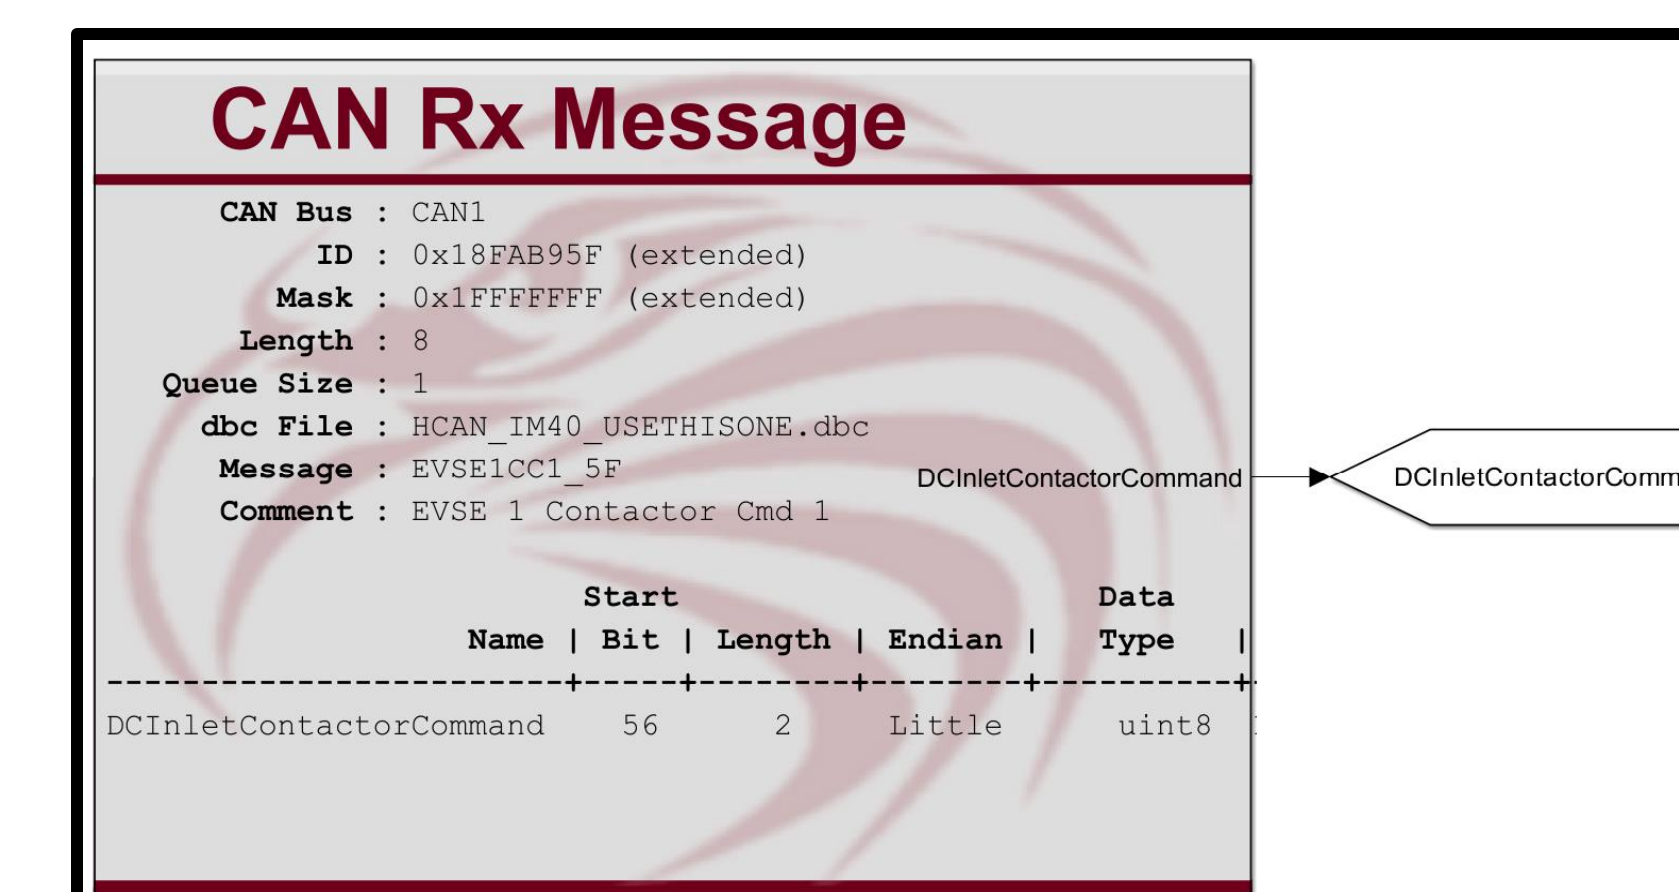 CAN Rx Message
CAN Bus : CAN1
ID : 0x18FAB95F (extended)
Mask : 0x1FFFFFFF (extended)
Length : 8
Queue Size : 1
dbc File : HCAN_IM40_USETHISONE.dbc
Message : EVSE1CC1_5F
DCInletContactorCommand
DCInletContactorComm
Comment : EVSE 1 Contactor Cmd 1
Start Data
Name | Bit | Length | Endian | Type |
------------------------+-----+--------+--------+----------+
DCInletContactorCommand 56 2 Little uint8